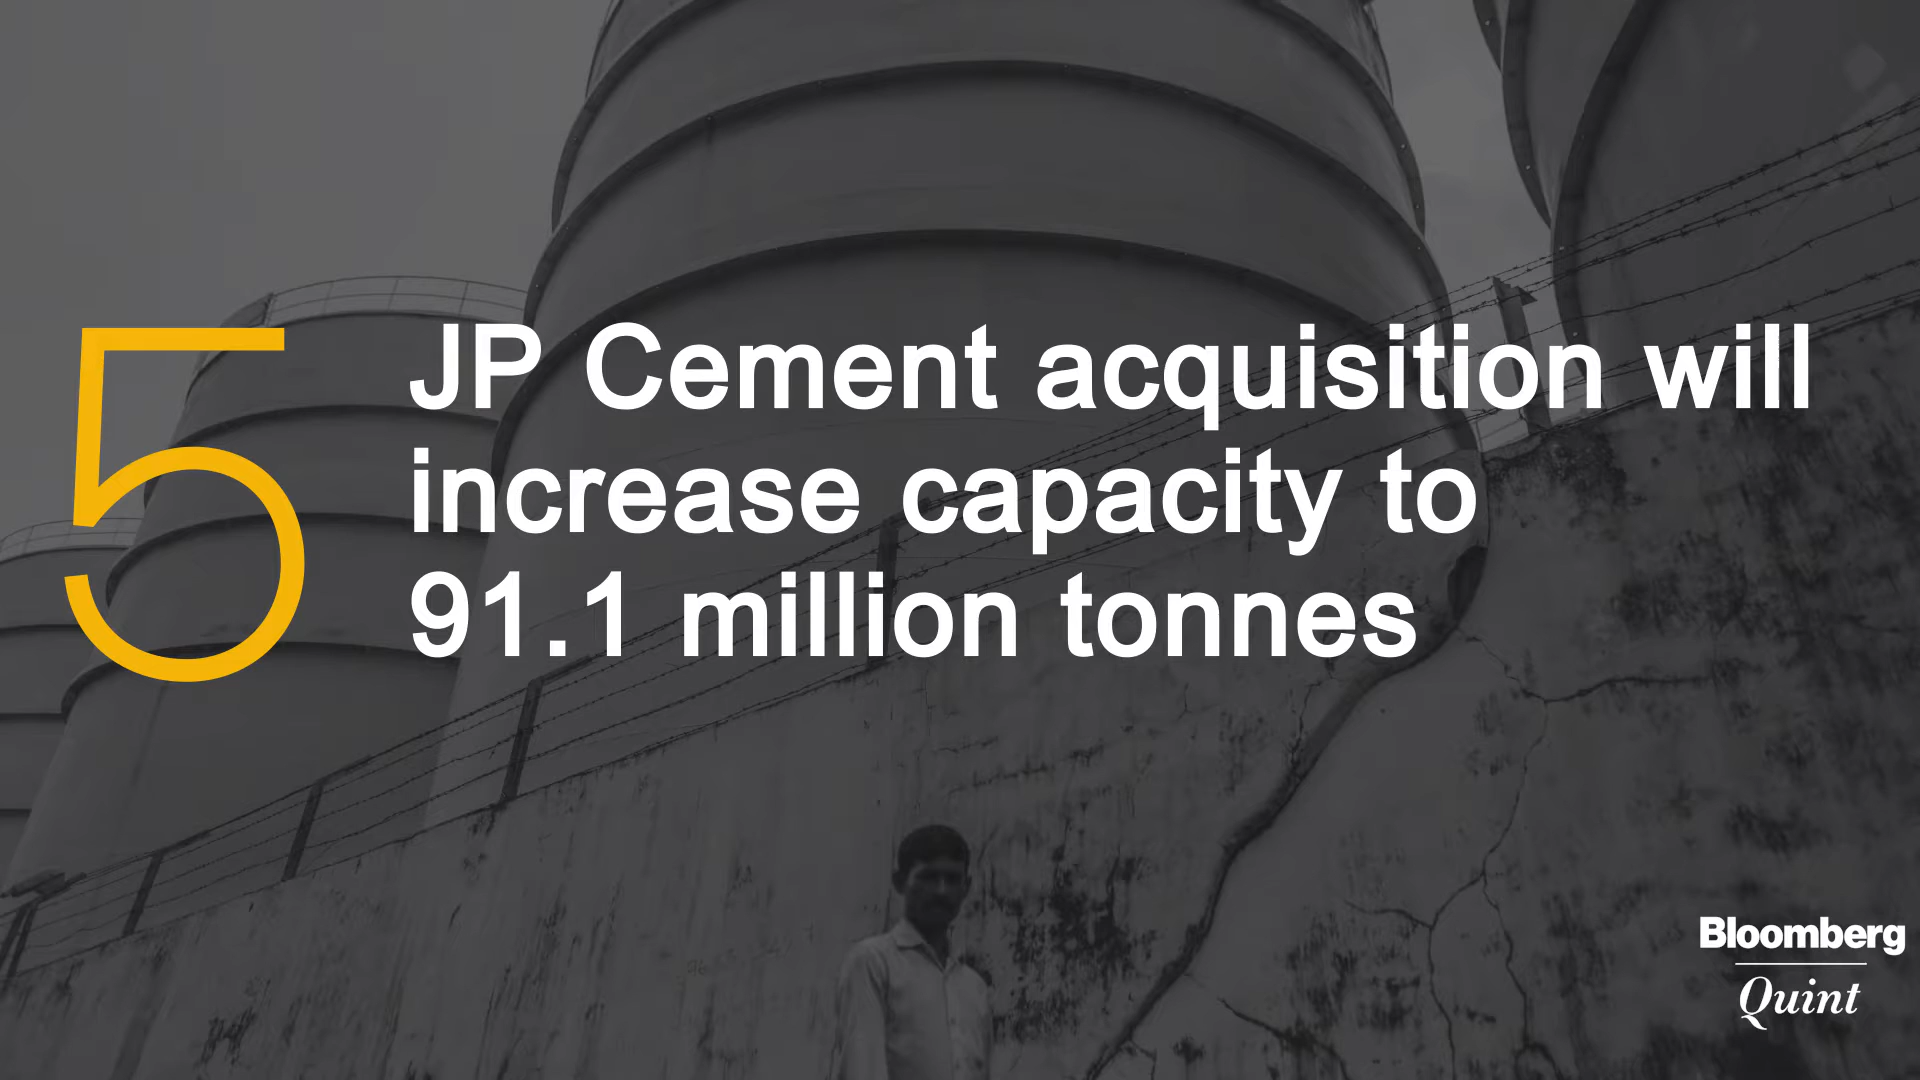 5
JP Cement acquisition will
increase capacity to
91.1 million tonnes
Bloomberg
Quint